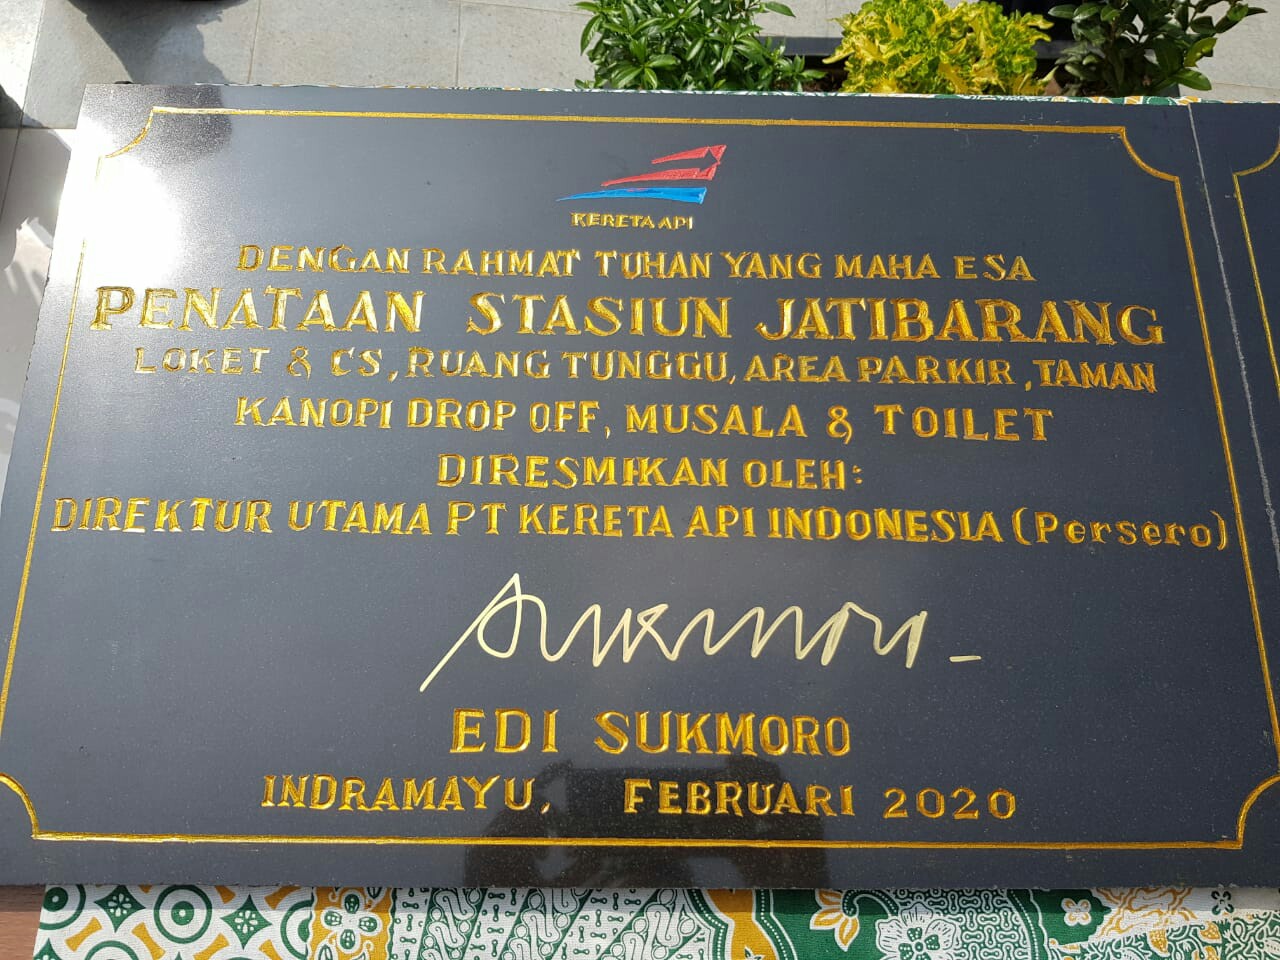 KERETA API
DENGAN RAHMAT TUHAN YANG MAHA ESA
PENATAAN STASIUN JATIBARANG
LOKET & CS, RUANG TUNGGU, AREA PARKIR, TAMAN
KANOPI DROP OFF, MUSALA & TOILET
DIRESMIKAN OLEH:
DIREKTUR UTAMA PT KERETA API INDONESIA (Persero)
Sukmoro
EDI SUKMORO
INDRAMAYU, FEBRUARI 2020